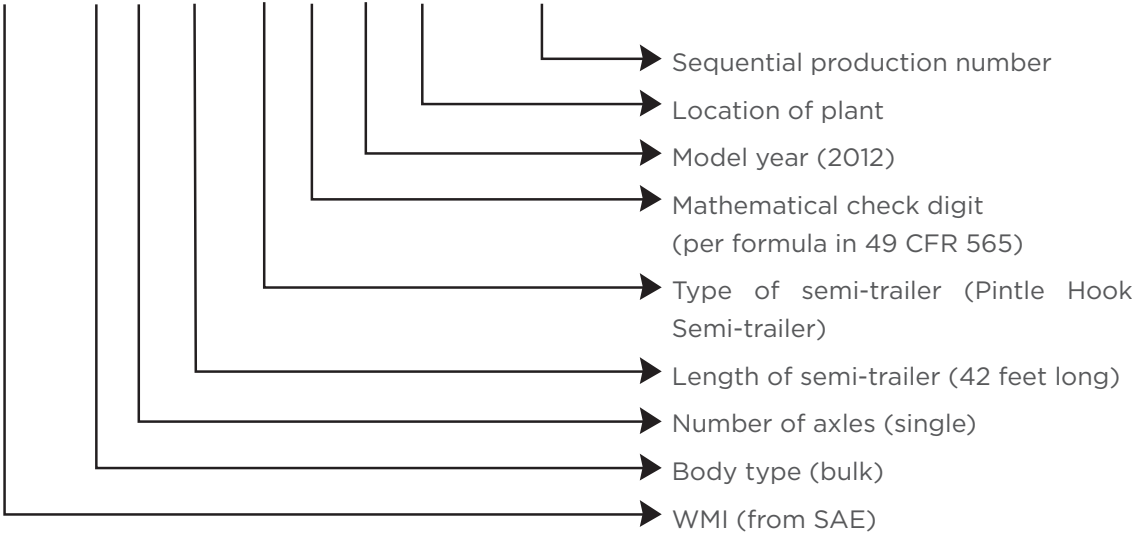 Sequential production number
Location of plant
Model year (2012)
Mathematical check digit
(per formula in 49 CFR 565)
Type of semi-trailer (Pintle Hook
Semi-trailer)
Length of semi-trailer (42 feet long)
Number of axles (single)
Body type (bulk)
WMI (from SAE)